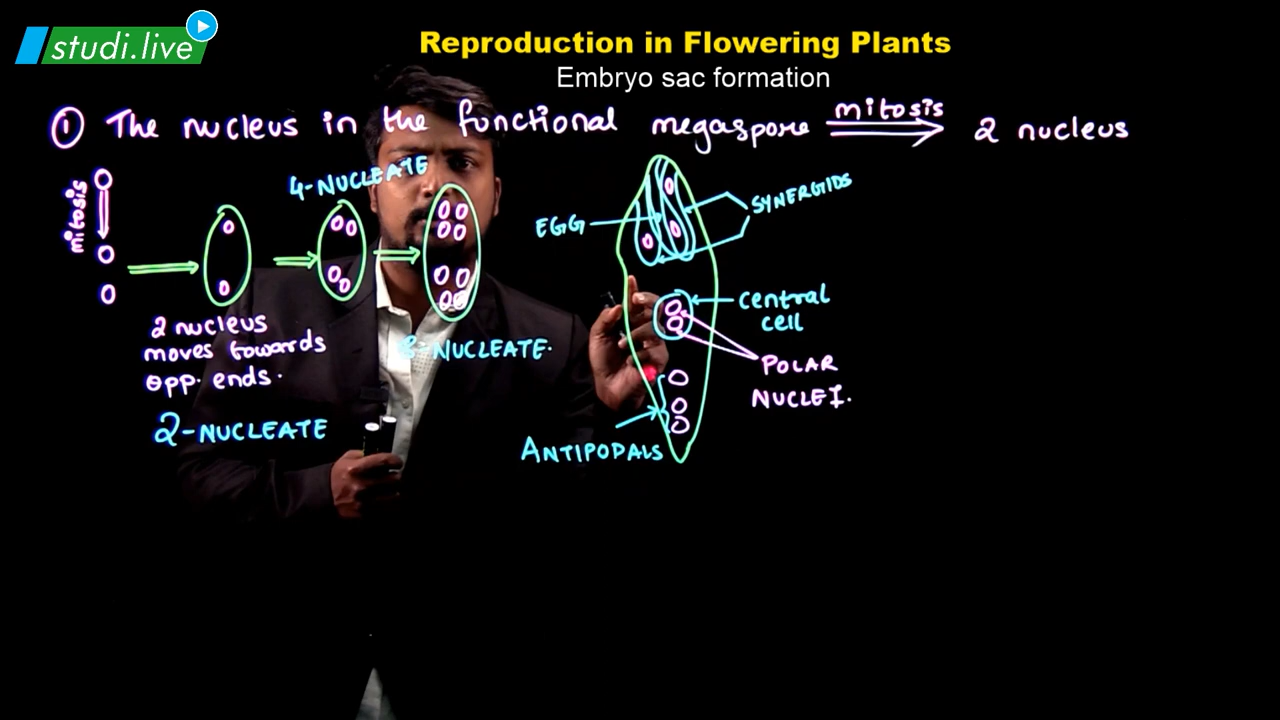 studi.live
Reproduction in Flowering Plants
Embryo sac formation
① The nucleus in the functional megaspore mitosis 2 nucleus
mitosis
4-NUCLEATE
EGG
SYNERGIDS
central
cell
2 nucleus
moves towards
opp. ends.
8-NUCLEATE.
POLAR
NUCLEI.
2-NUCLEATE
ANTIPODALS